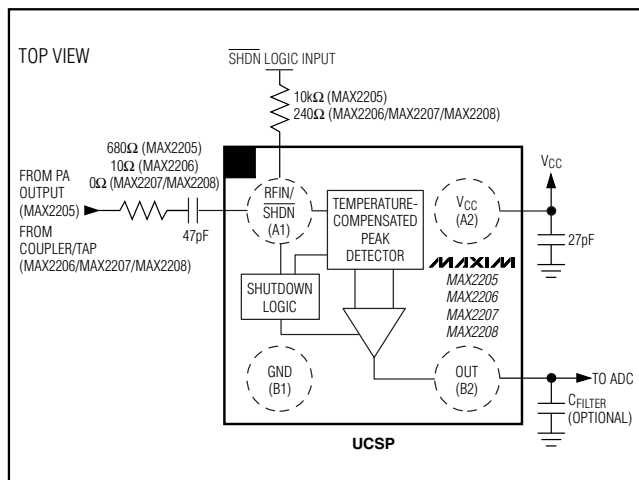 TOP VIEW
SHDN LOGIC INPUT
10kΩ (MAX2205)
240Ω (MAX2206/MAX2207/MAX2208)
680Ω (MAX2205)
10Ω (MAX2206)
0Ω (MAX2207/MAX2208)
FROM PA
OUTPUT
(MAX2205)
FROM
COUPLER/TAP
(MAX2206/MAX2207/MAX2208)
47pF
RFIN/
SHDN
(A1)
TEMPERATURE-
COMPENSATED
PEAK
DETECTOR
VCC
(A2)
VCC
27pF
MAXIM
MAX2205
MAX2206
MAX2207
MAX2208
SHUTDOWN
LOGIC
GND
(B1)
OUT
(B2)
TO ADC
CFILTER
(OPTIONAL)
UCSP